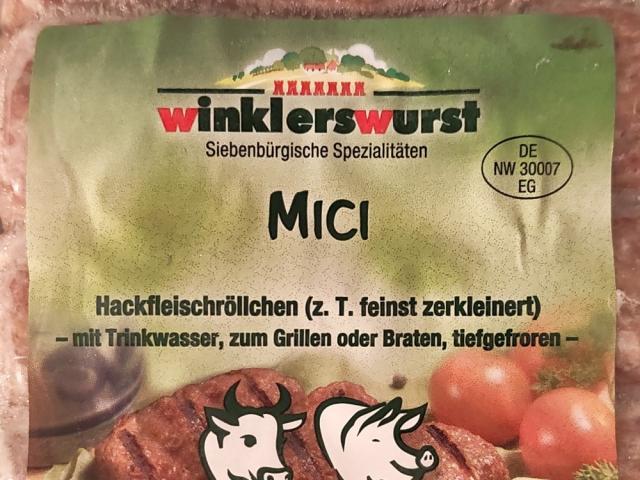 winklerswurst
Siebenbürgische Spezialitäten
DE
NW 30007
EG
MICI
Hackfleischröllchen (z. T. feinst zerkleinert)
– mit Trinkwasser, zum Grillen oder Braten, tiefgefroren –